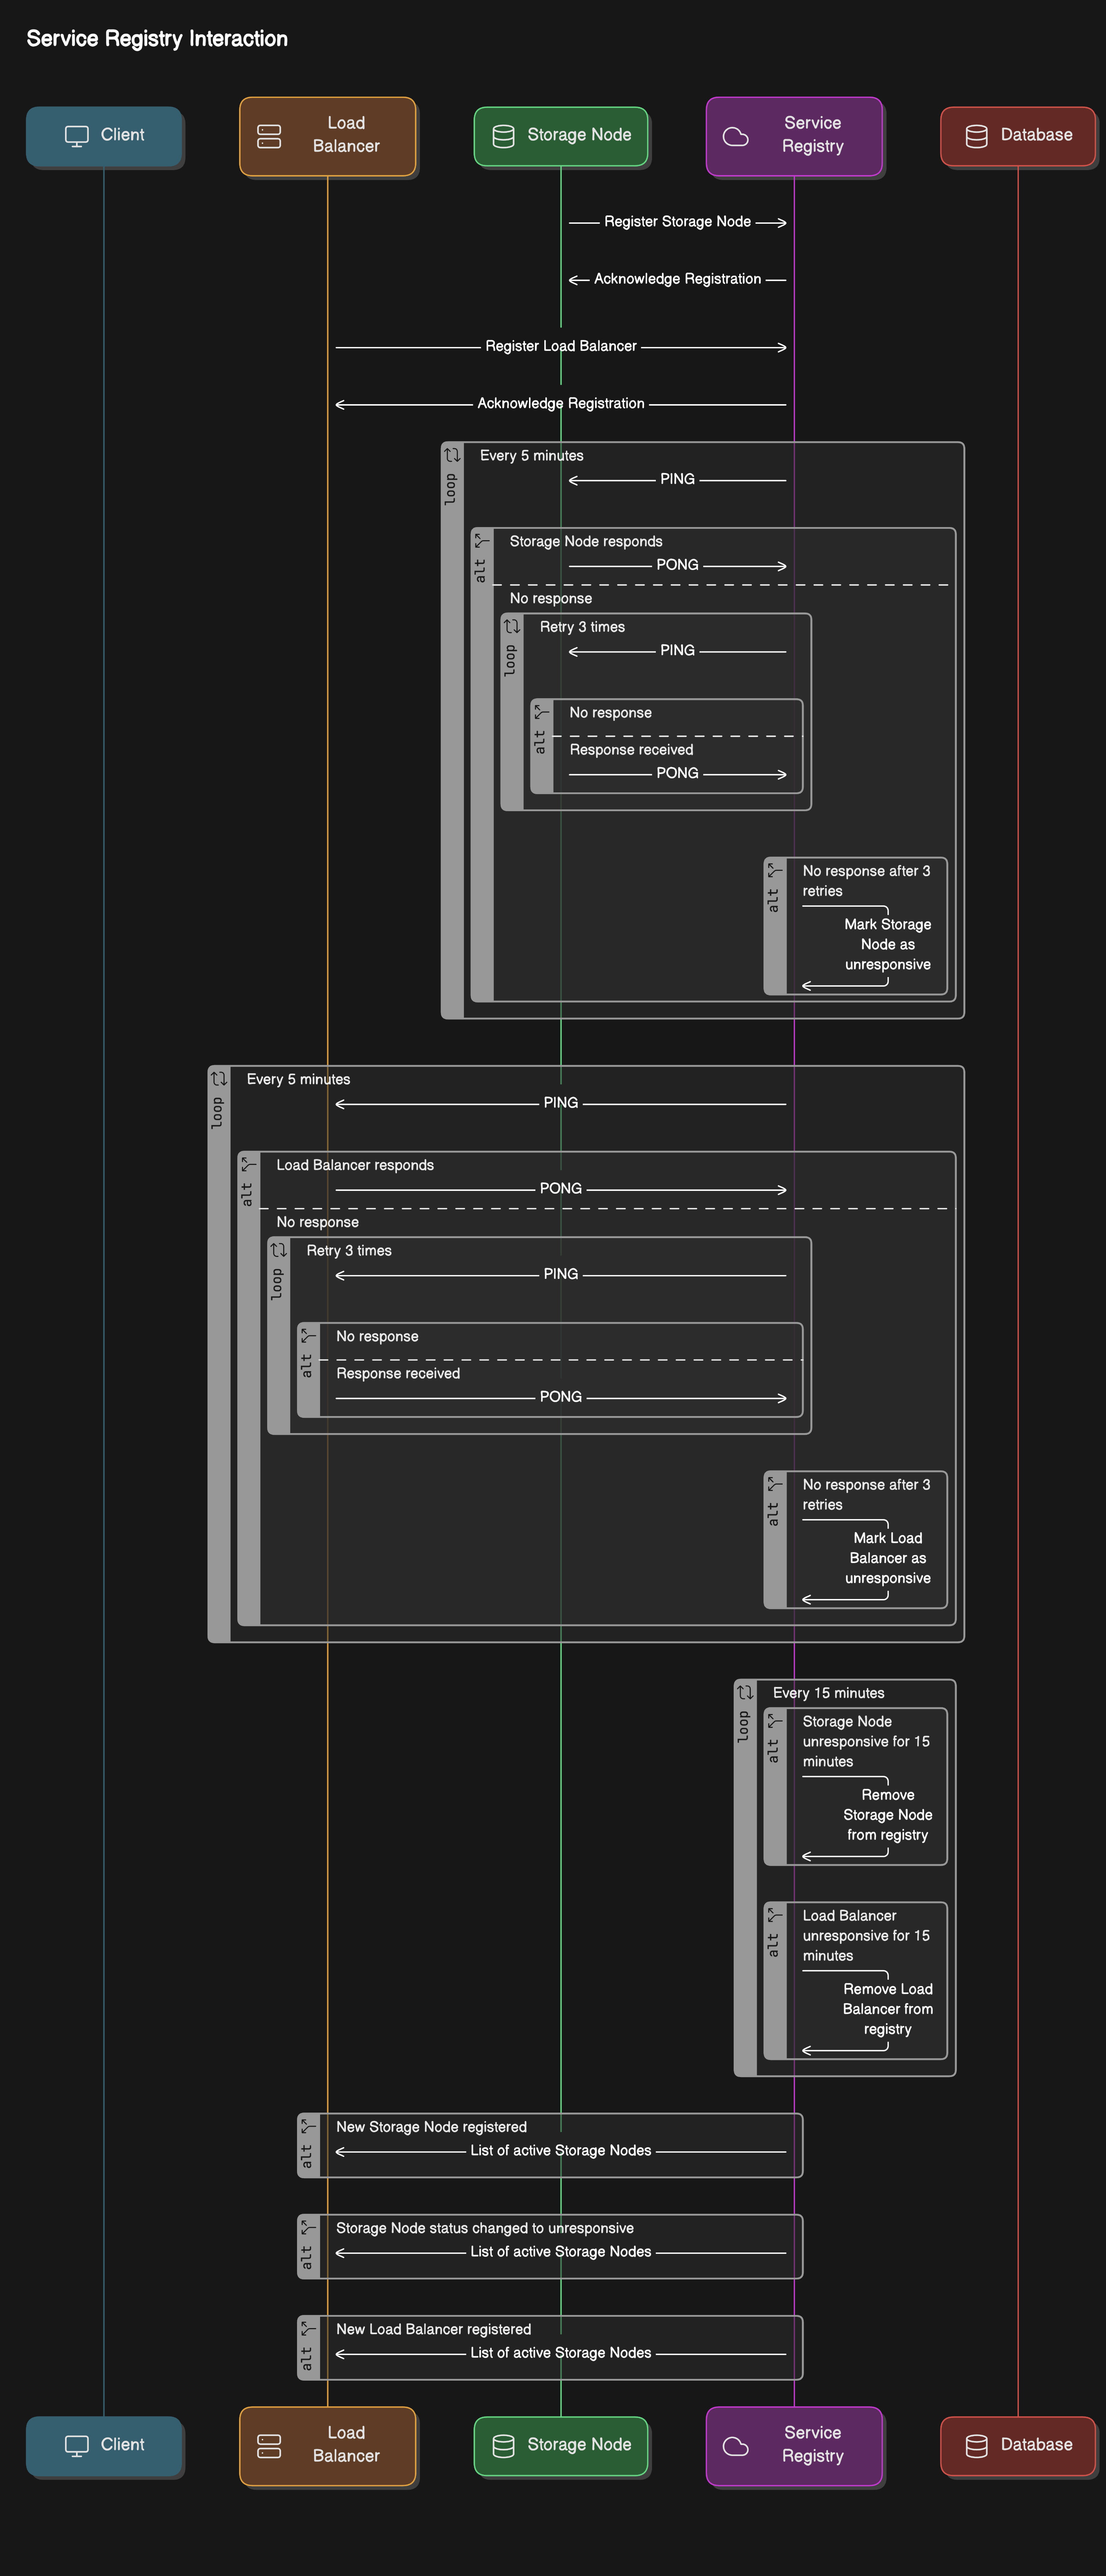 Service Registry Interaction
Client
Load
Balancer
Storage Node
Service
Registry
Database
Register Storage Node
Acknowledge Registration
Register Load Balancer
Acknowledge Registration
loop
Every 5 minutes
PING
alt
Storage Node responds
PONG
No response
loop
Retry 3 times
PING
alt
No response
Response received
PONG
alt
No response after 3
retries
Mark Storage
Node as
unresponsive
loop
Every 5 minutes
PING
alt
Load Balancer responds
PONG
No response
loop
Retry 3 times
PING
alt
No response
Response received
PONG
alt
No response after 3
retries
Mark Load
Balancer as
unresponsive
loop
Every 15 minutes
alt
Storage Node
unresponsive for 15
minutes
Remove
Storage Node
from registry
alt
Load Balancer
unresponsive for 15
minutes
Remove Load
Balancer from
registry
alt
New Storage Node registered
List of active Storage Nodes
alt
Storage Node status changed to unresponsive
List of active Storage Nodes
alt
New Load Balancer registered
List of active Storage Nodes
Client
Load
Balancer
Storage Node
Service
Registry
Database